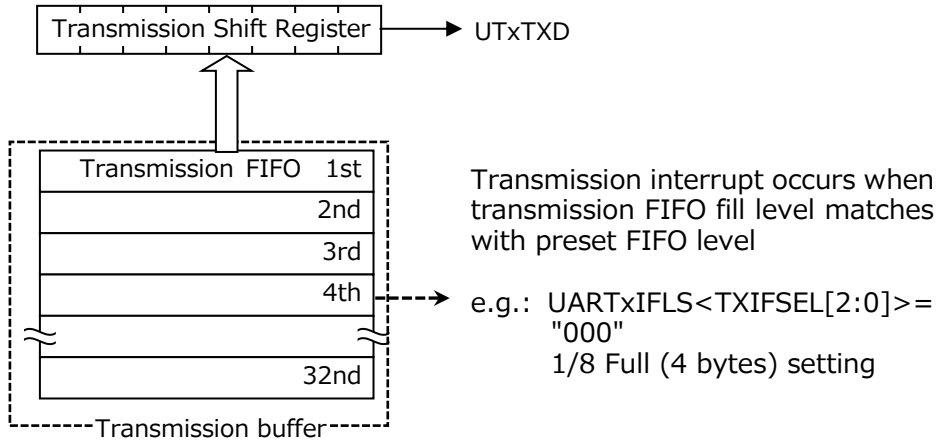 Transmission Shift Register
UTxTXD
Transmission FIFO 1st
2nd
3rd
4th
32nd
Transmission buffer
Transmission interrupt occurs when
transmission FIFO fill level matches
with preset FIFO level
e.g.: UARTxIFLS<TXIFSEL[2:0]>=
"000"
1/8 Full (4 bytes) setting